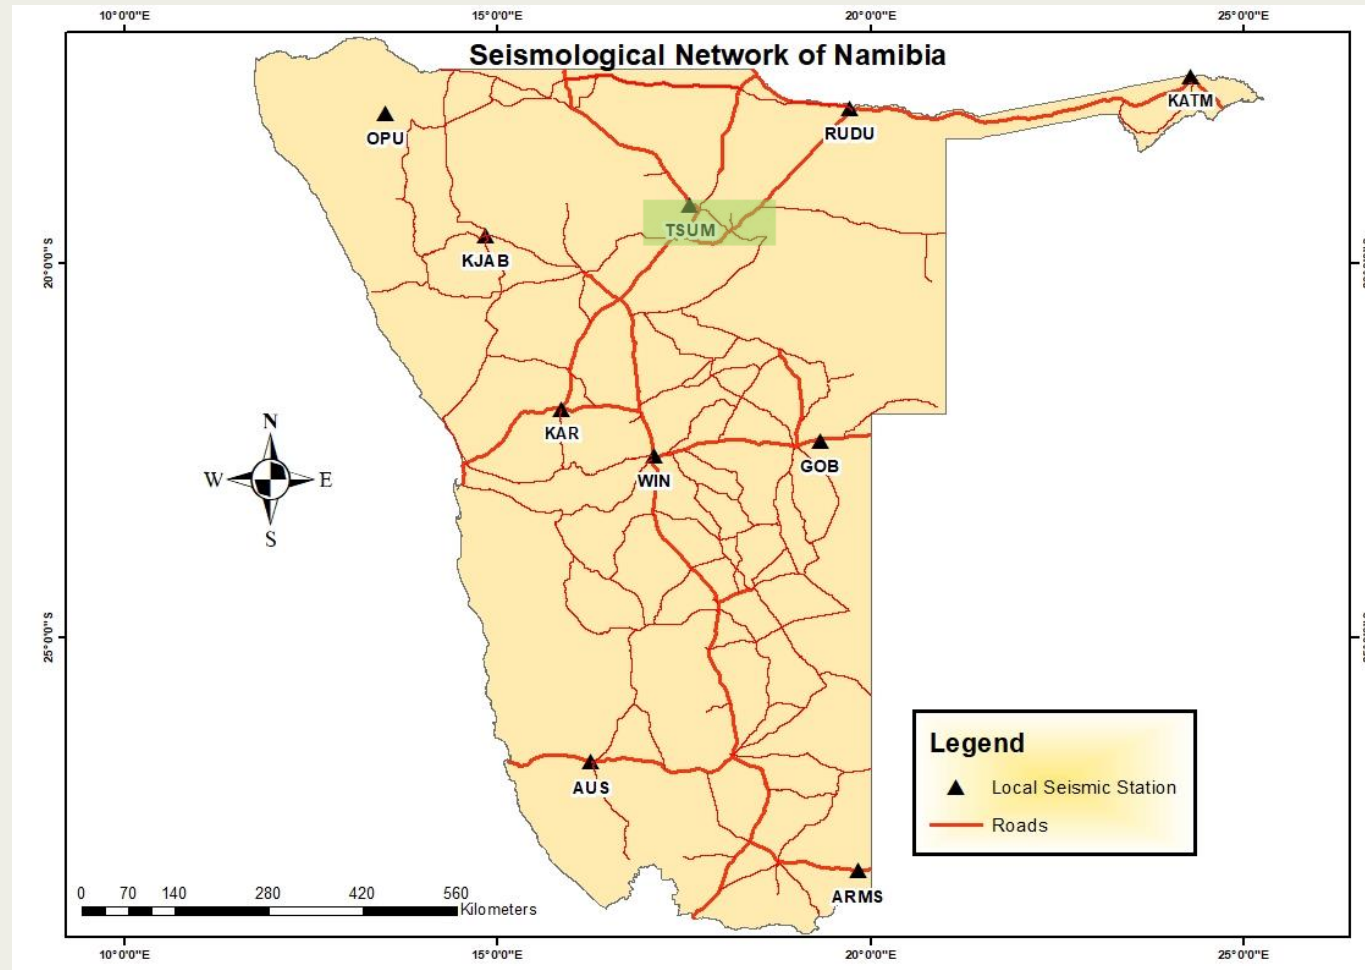 10°0'0"E 15°0'0"E 20°0'0"E 25°0'0"E
Seismological Network of Namibia
KATM
OPU
RUDU
TSUM
KJAB
20°0'0"S
KAR
N
GOB
W E
WIN
S
25°0'0"S
Legend
AUS
Local Seismic Station
Roads
ARMS
0 70 140 280 420 560
Kilometers
10°0'0"E 15°0'0"E 20°0'0"E 25°0'0"E